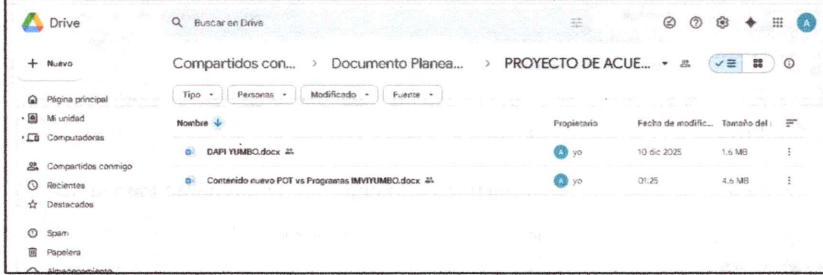 Drive
Buscar en Drive
A
Nuevo
Compartidos con... > Documento Planea... > PROYECTO DE ACUE...
Tipo Personas Modificado Fuente
Página principal
Mi unidad
Computadoras
Compartidos conmigo
Recientes
Destacados
Spam
Papelera
Almacenamiento
Nombre Propietario Fecha de modific... Tamaño del
DAPI YUMBO.docx A yo 10 dic 2025 1.6 MB
Contenido nuevo POT vs Programas IMVIYUMBO.docx A yo 01:25 4.6 MB